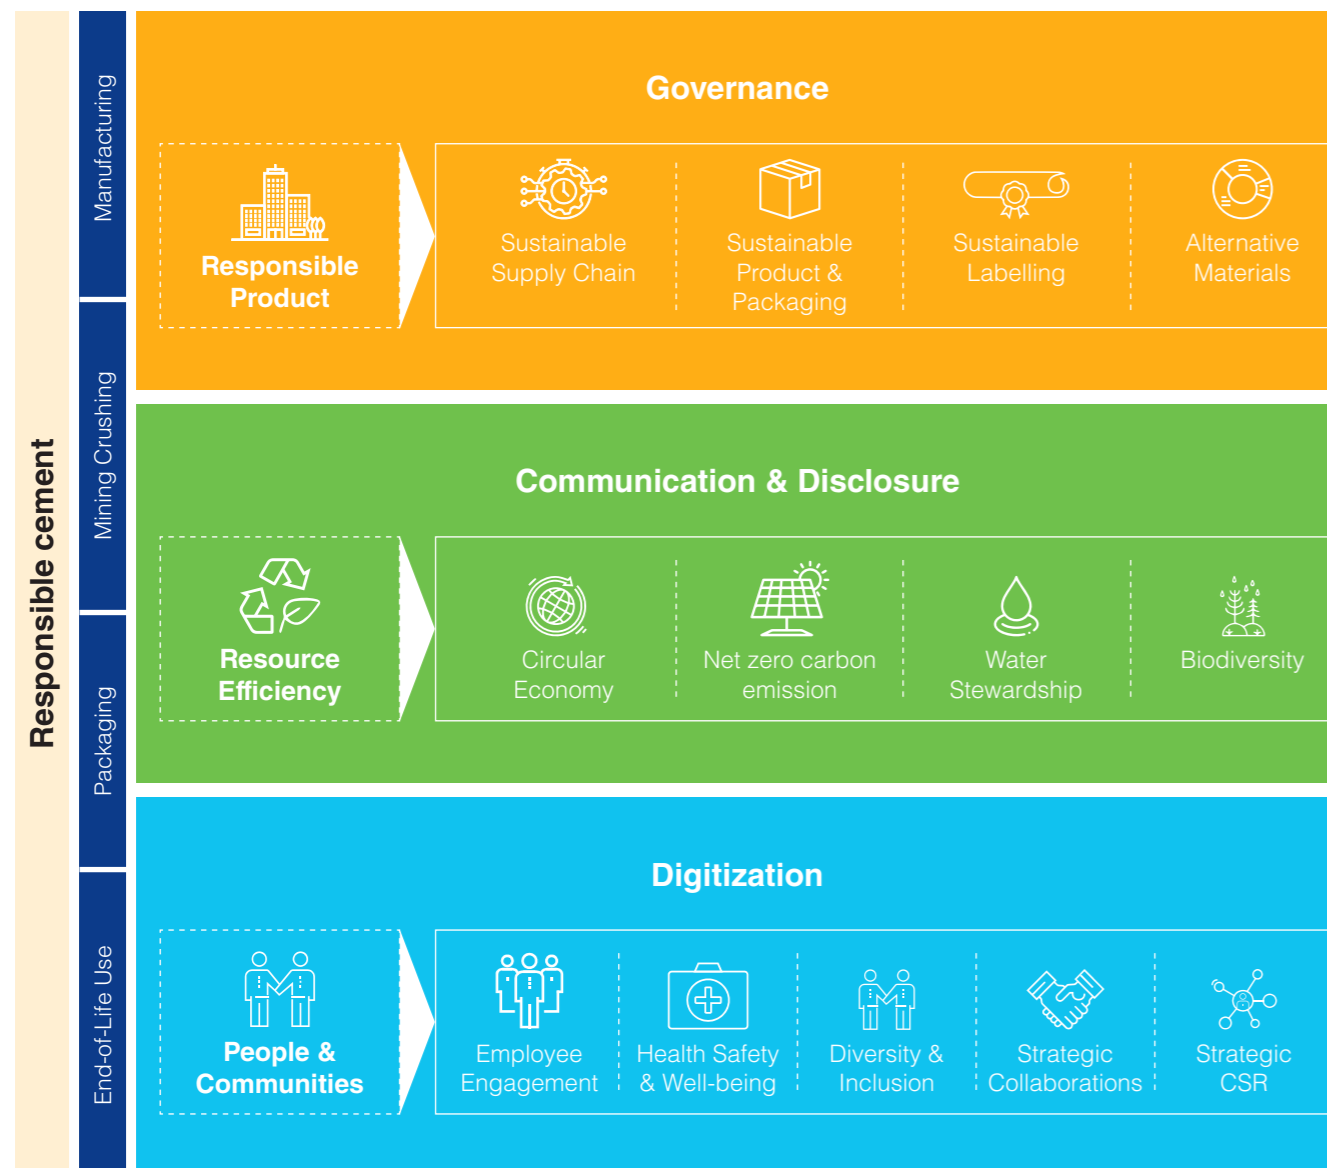 Responsible cement
Manufacturing
Mining Crushing
Packaging
End-of-Life Use
Governance
Responsible
Product
Sustainable
Supply Chain
Sustainable
Product &
Packaging
Sustainable
Labelling
Alternative
Materials
Communication & Disclosure
Resource
Efficiency
Circular
Economy
Net zero carbon
emission
Water
Stewardship
Biodiversity
Digitization
People &
Communities
Employee
Engagement
Health Safety
& Well-being
Diversity &
Inclusion
Strategic
Collaborations
Strategic
CSR